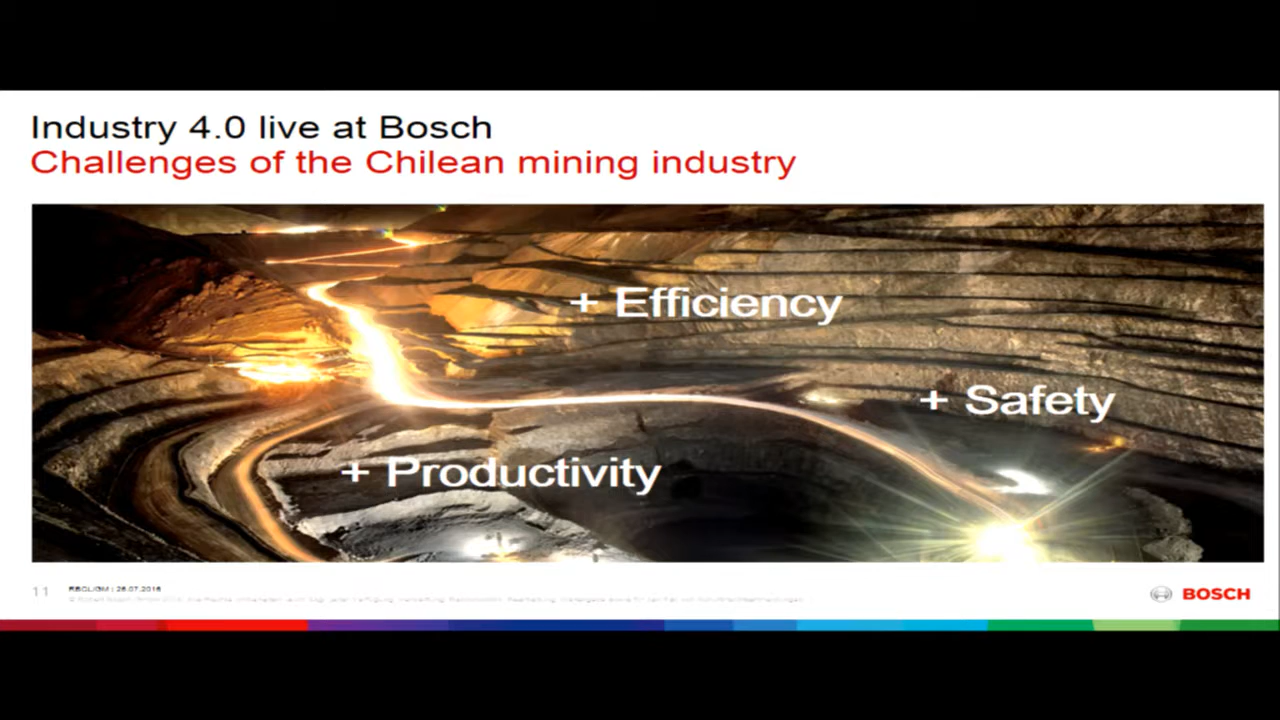 Industry 4.0 live at Bosch
Challenges of the Chilean mining industry
+ Efficiency
+ Safety
+ Productivity
11
RBCL/GM | 26.07.2016
BOSCH